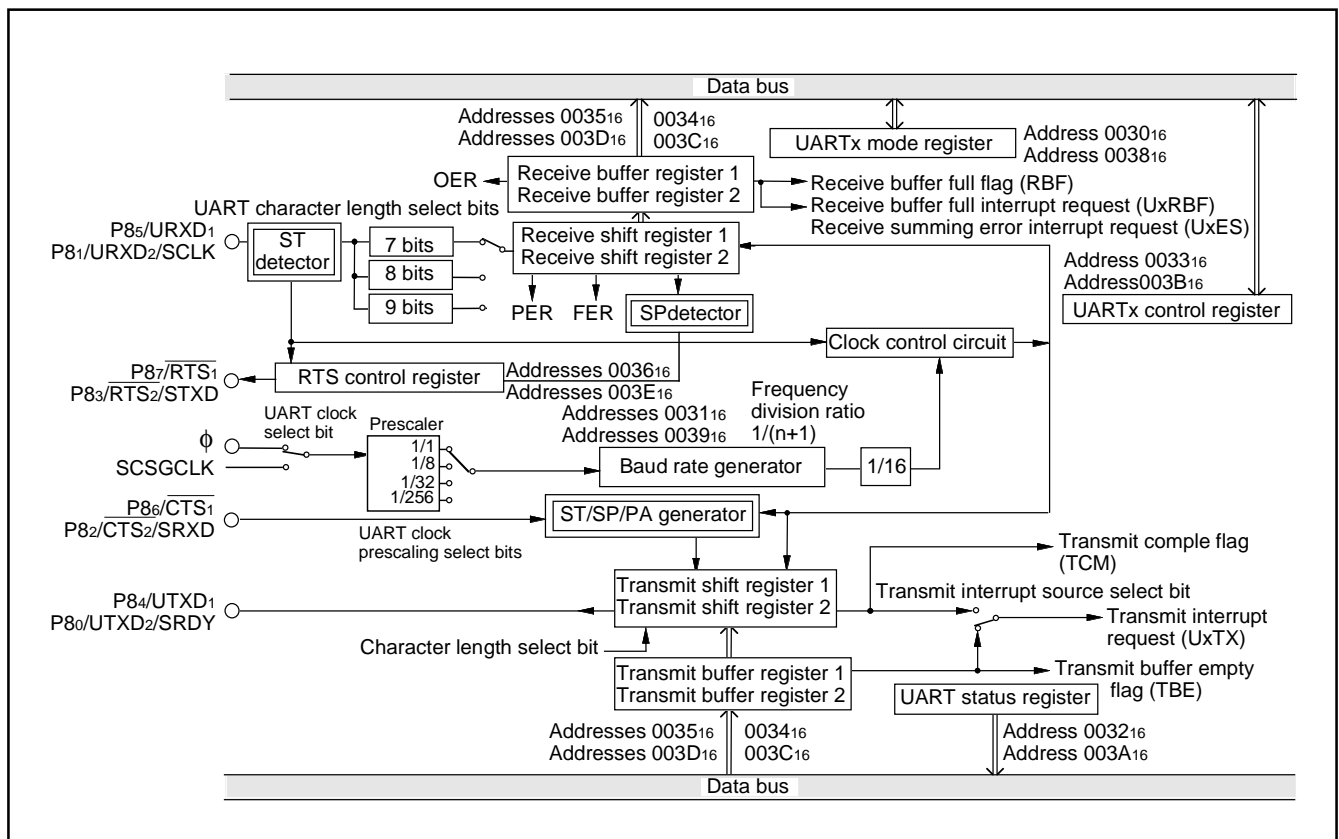 Data bus
Addresses 003516 003416
Addresses 003D16 003C16
UARTx mode register
Address 003016
Address 003816
OER
Receive buffer register 1
Receive buffer register 2
Receive buffer full flag (RBF)
Receive buffer full interrupt request (UxRBF)
Receive summing error interrupt request (UxES)
UART character length select bits
P85/URXD1
P81/URXD2/SCLK
ST
detector
7 bits
8 bits
9 bits
Receive shift register 1
Receive shift register 2
PER
FER
SPdetector
Address 003316
Address003B16
UARTx control register
Clock control circuit
P87/RTS1
P83/RTS2/STXD
RTS control register
Addresses 003616
Addresses 003E16
UART clock
select bit
Prescaler
Addresses 003116
Addresses 003916
Frequency
division ratio
1/(n+1)
ϕ
SCSGCLK
1/1
1/8
1/32
1/256
Baud rate generator
1/16
P86/CTS1
P82/CTS2/SRXD
UART clock
prescaling select bits
ST/SP/PA generator
Transmit comple flag
(TCM)
P84/UTXD1
P80/UTXD2/SRDY
Transmit shift register 1
Transmit shift register 2
Transmit interrupt source select bit
Transmit interrupt
request (UxTX)
Character length select bit
Transmit buffer register 1
Transmit buffer register 2
Transmit buffer empty
flag (TBE)
UART status register
Addresses 003516 003416
Addresses 003D16 003C16
Address 003216
Address 003A16
Data bus